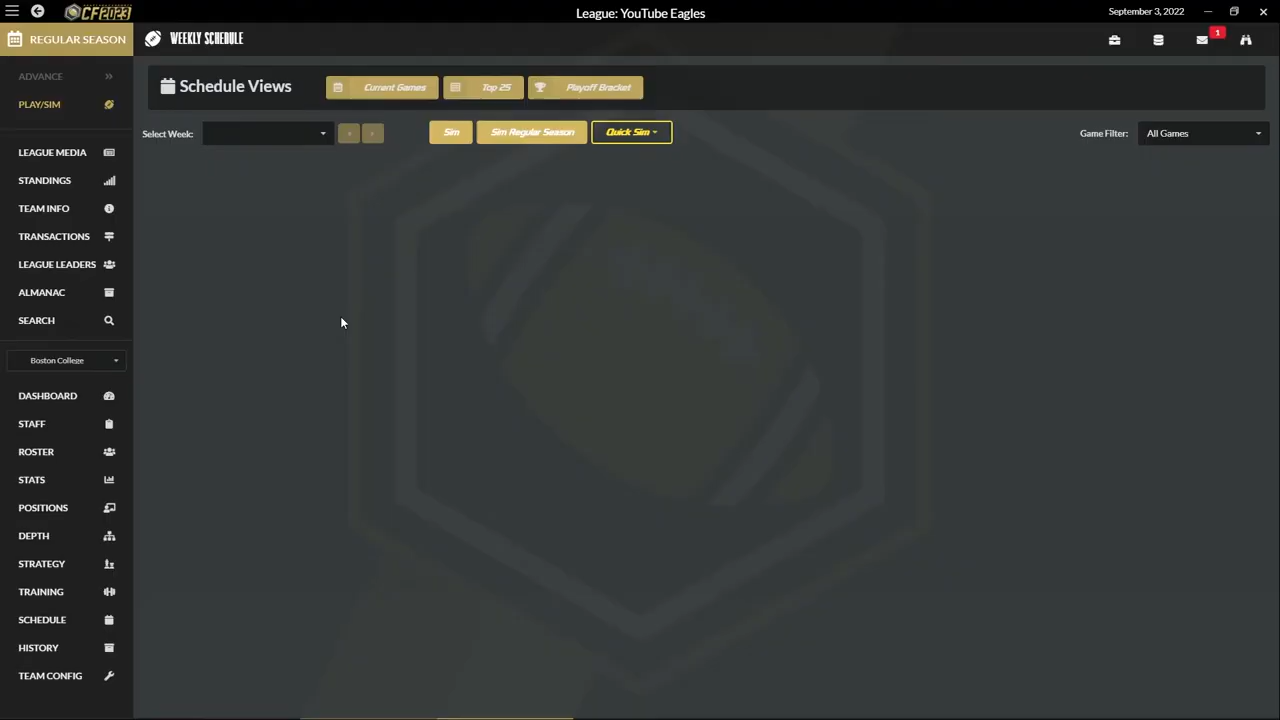 CF2023
League: YouTube Eagles
September 3, 2022
REGULAR SEASON
WEEKLY SCHEDULE
1
ADVANCE
PLAY/SIM
Schedule Views
Current Games
Top 25
Playoff Bracket
Select Week:
Sim
Sim Regular Season
Quick Sim
Game Filter:
All Games
LEAGUE MEDIA
STANDINGS
TEAM INFO
TRANSACTIONS
LEAGUE LEADERS
ALMANAC
SEARCH
Boston College
DASHBOARD
STAFF
ROSTER
STATS
POSITIONS
DEPTH
STRATEGY
TRAINING
SCHEDULE
HISTORY
TEAM CONFIG